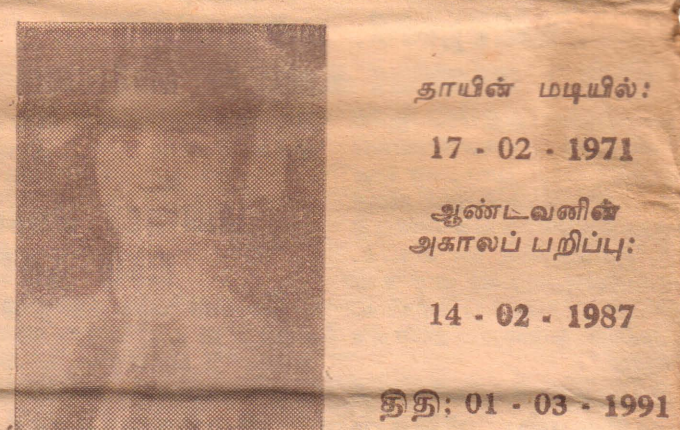 தாயின் மடியில்:
17 - 02 - 1971
ஆண்டவனின்
அகாலப் பறிப்பு:
14 - 02 - 1987
திதி: 01 - 03 - 1991